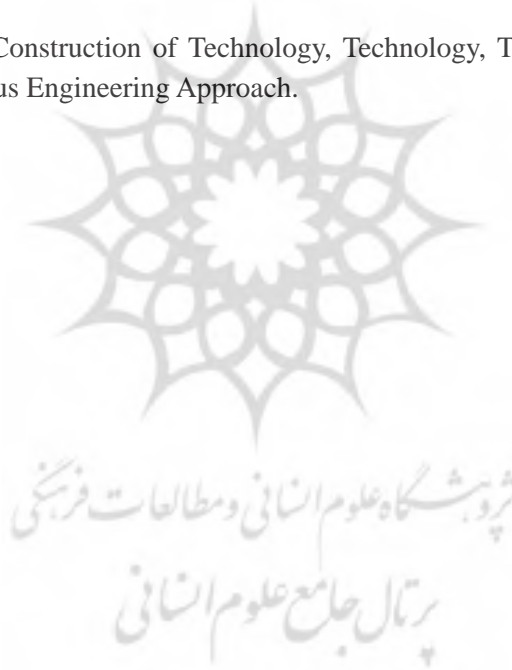 Construction of Technology, Technology, T
us Engineering Approach.
پژوهشگاه علوم انسانی و مطالعات فرهنگی
پرتال جامع علوم انسانی